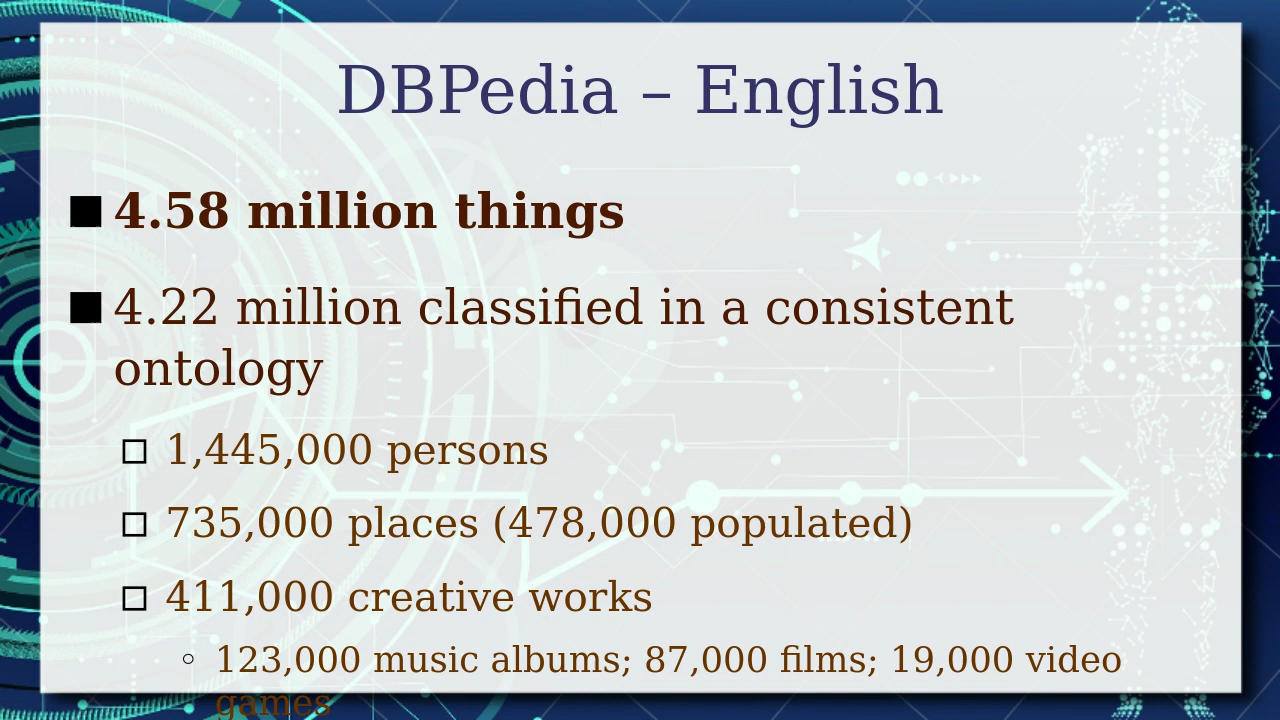 DBPedia – English
4.58 million things
4.22 million classified in a consistent
ontology
1,445,000 persons
735,000 places (478,000 populated)
411,000 creative works
123,000 music albums; 87,000 films; 19,000 video
games